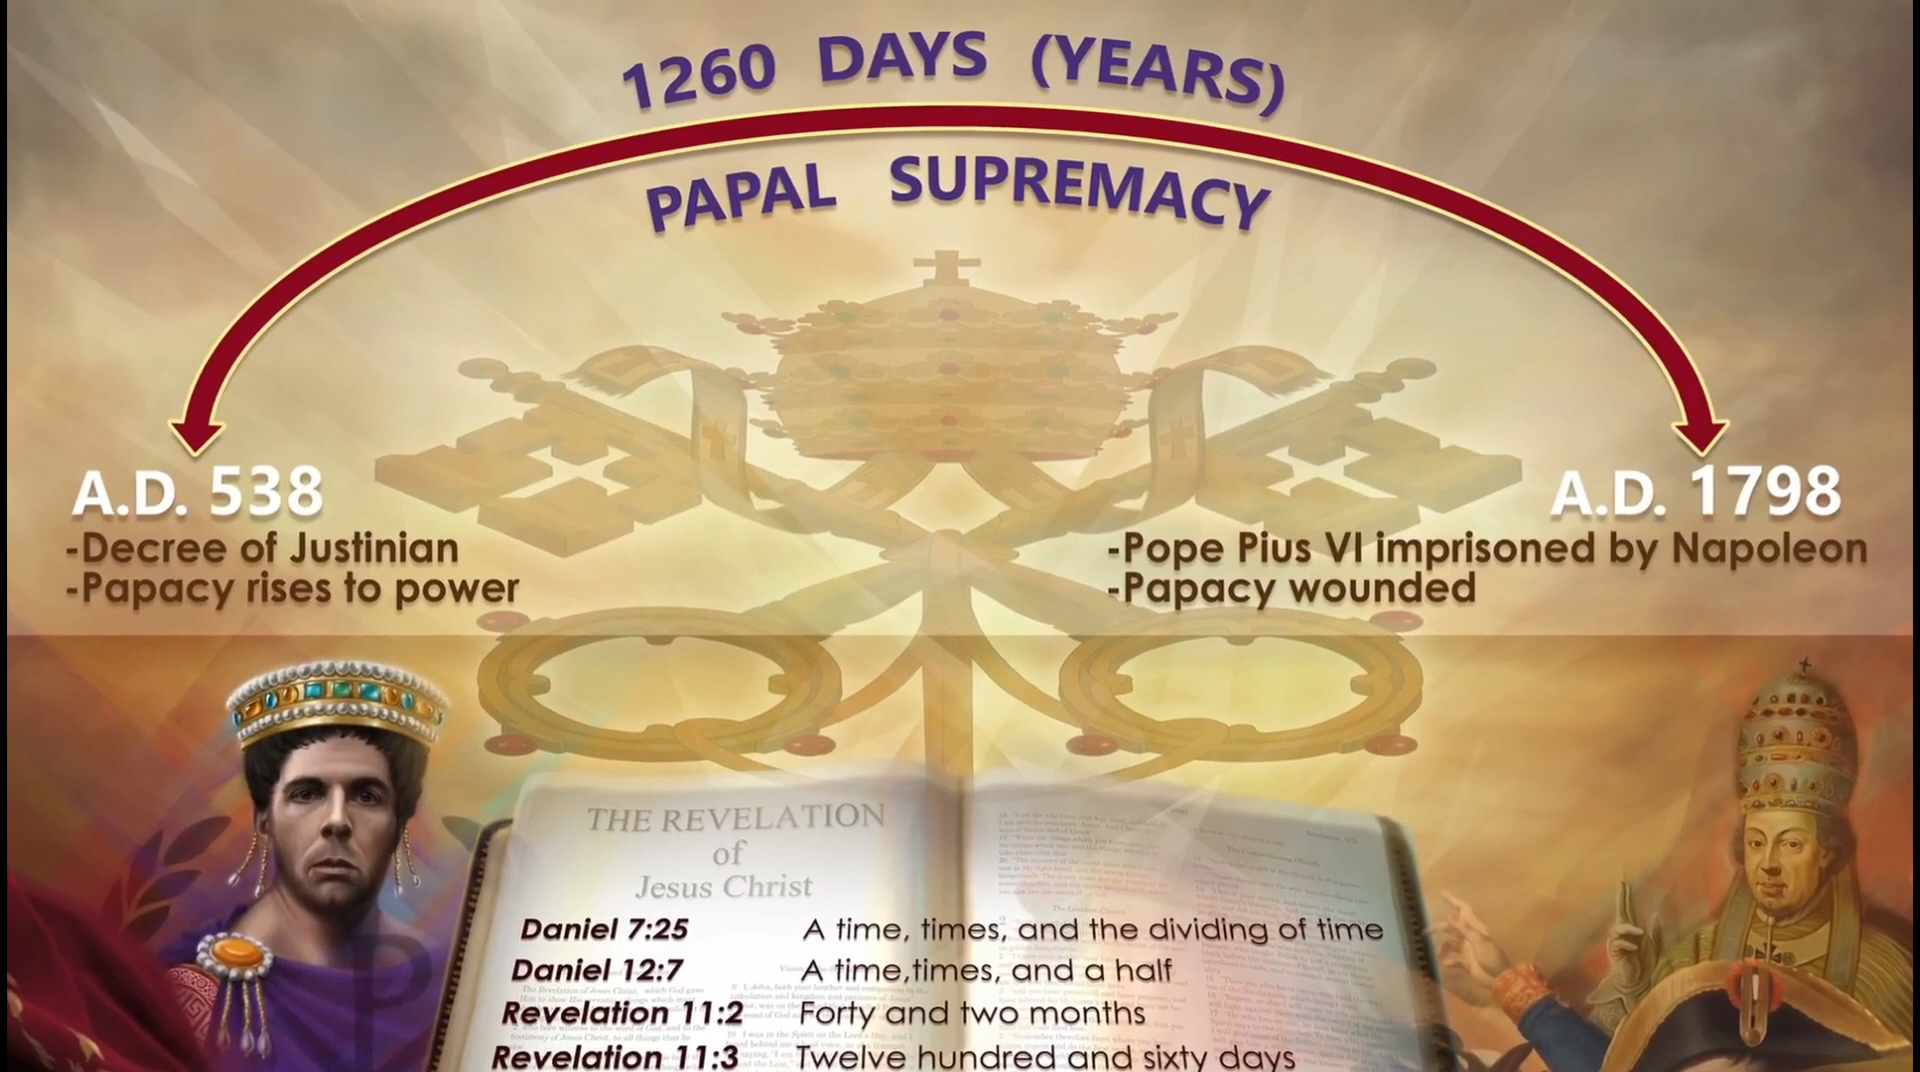 1260 DAYS (YEARS)
PAPAL SUPREMACY
A.D. 538
-Decree of Justinian
-Papacy rises to power
A.D. 1798
-Pope Pius VI imprisoned by Napoleon
-Papacy wounded
THE REVELATION
of
Jesus Christ
Daniel 7:25 A time, times, and the dividing of time
Daniel 12:7 A time,times, and a half
Revelation 11:2 Forty and two months
Revelation 11:3 Twelve hundred and sixty days